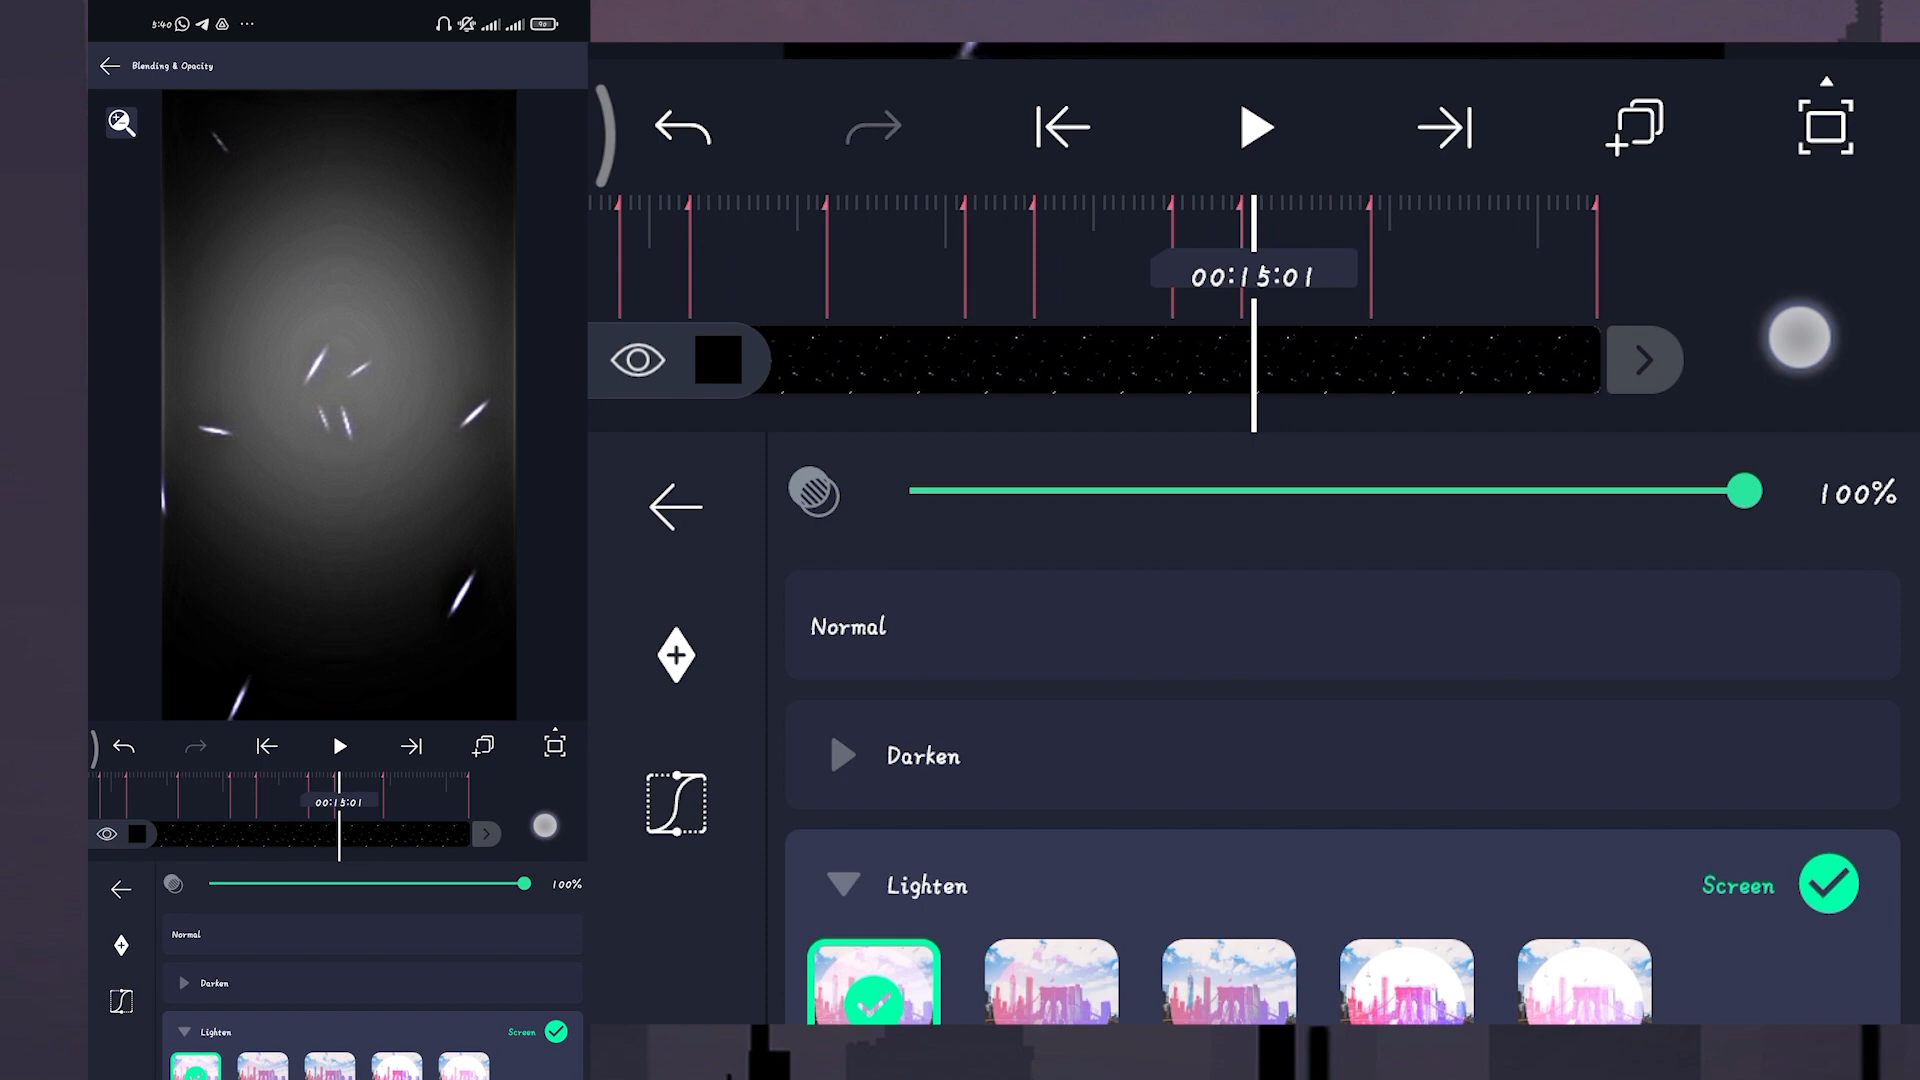 5:40
90
Blending & Opacity
00:15:01
100%
Normal
Darken
Lighten
Screen
00:15:01
100%
Normal
Darken
Lighten
Screen